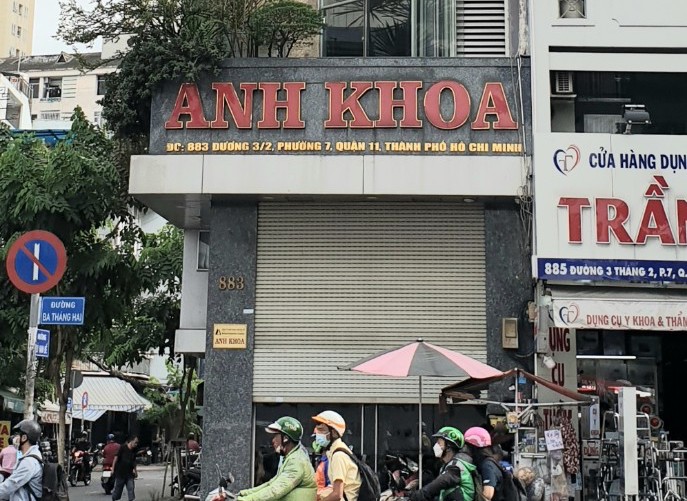 ANH KHOA
ĐC: 883 ĐƯỜNG 3/2, PHƯỜNG 7, QUẬN 11, THÀNH PHỐ HỒ CHÍ MINH
883
ANH KHOA
ĐƯỜNG
BA THÁNG HAI
CỬA HÀNG DỤN
TRẦN
885 ĐƯỜNG 3 THÁNG 2, P.7, Q.
DỤNG CỤ Y KHOA & THẨM